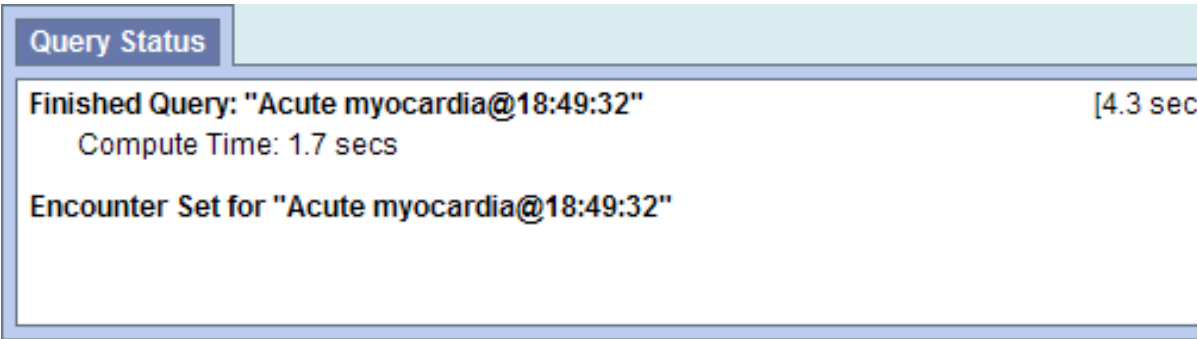 Query Status
Finished Query: "Acute myocardia@18:49:32" [4.3 sec
Compute Time: 1.7 secs
Encounter Set for "Acute myocardia@18:49:32"